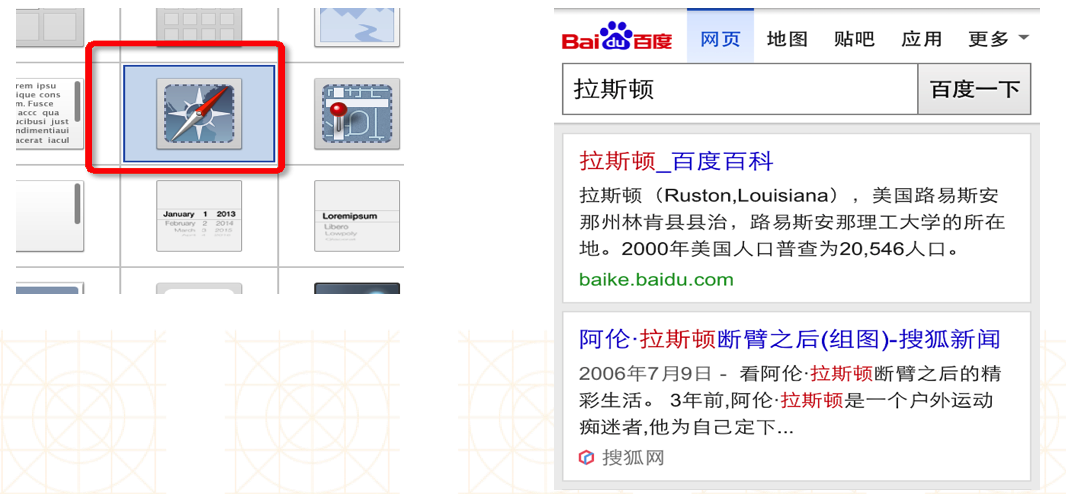 rem ipsu
ique cons
m. Fusce
accc qua
ucibusi just
ndimentiaui
acerat iacul
January 1 2013
February 2 2014
March 3 2015
Loremipsum
Libero
Bai du 百度
网页 地图 贴吧 应用 更多
拉斯顿 百度一下
拉斯顿_百度百科
拉斯顿（Ruston,Louisiana），美国路易斯安
那州林肯县县治，路易斯安那理工大学的所在
地。2000年美国人口普查为20,546人口。
baike.baidu.com
阿伦·拉斯顿断臂之后(组图)-搜狐新闻
2006年7月9日 - 看阿伦·拉斯顿断臂之后的精
彩生活。 3年前,阿伦·拉斯顿是一个户外运动
痴迷者,他为自己定下...
搜狐网